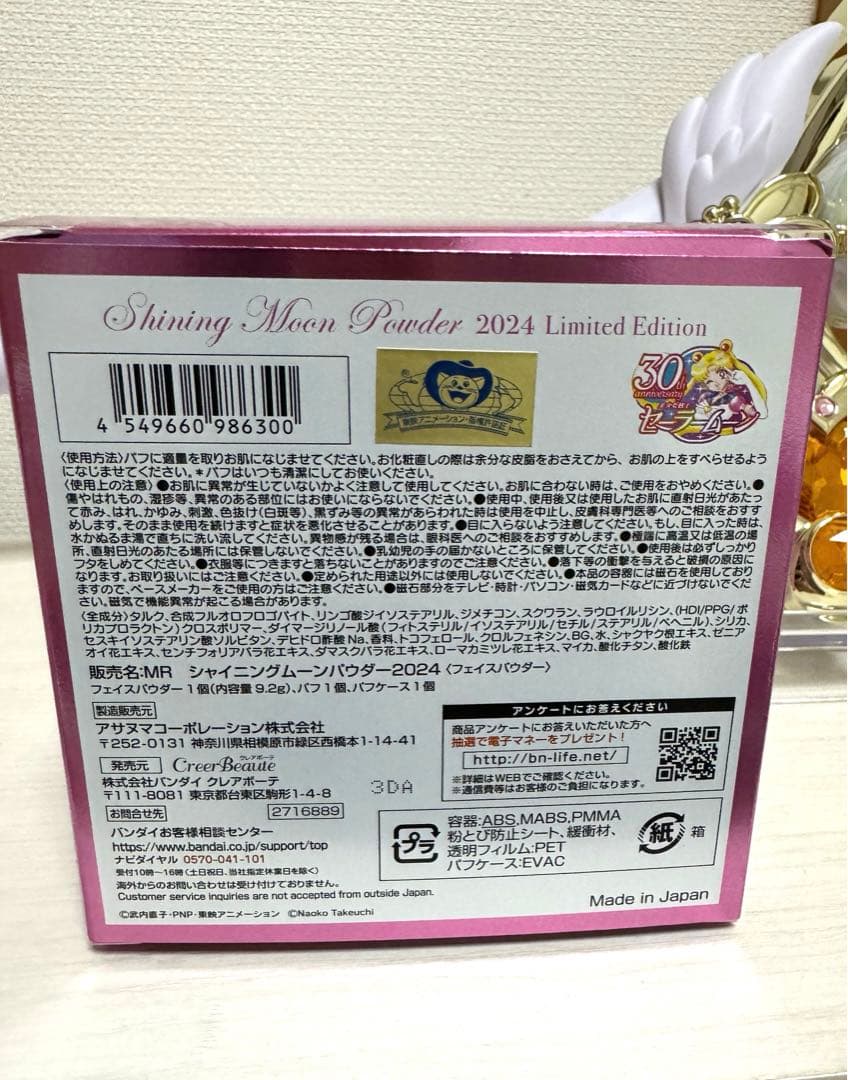 Shining Moon Powder 2024 Limited Edition
4 549660 986300
東映アニメーション・版権許諾証
30th anniversary
美少女戦士
セーラームーン
〈使用方法〉パフに適量を取りお肌になじませてください。お化粧直しの際は余分な皮脂をおさえてから、お肌の上をすべらせるよう
になじませてください。＊パフはいつも清潔にしてお使いください。
〈使用上の注意〉●お肌に異常が生じていないかよく注意して使用してください。お肌に合わない時は、ご使用をおやめください。●
傷やはれもの、湿疹等、異常のある部位にはお使いにならないでください。●使用中、使用後又は使用したお肌に直射日光があたっ
て赤み、はれ、かゆみ、刺激、色抜け(白斑等)、黒ずみ等の異常があらわれた時は使用を中止し、皮膚科専門医等へのご相談をおすす
めします。そのまま使用を続けますと症状を悪化させることがあります。●目に入らないよう注意してください。もし、目に入った時は、
水かぬるま湯で直ちに洗い流してください。異物感が残る場合は、眼科医へのご相談をおすすめします。●極端に高温又は低温の場
所、直射日光のあたる場所には保管しないでください。●乳幼児の手の届かないところに保管してください。●使用後は必ずしっかり
フタをしめてください。●衣服等につきますと落ちないことがありますのでご注意ください。●落下等の衝撃を与えると破損の原因に
なります。お取り扱いにはご注意ください。●定められた用途以外には使用しないでください。●本品の容器には磁石を使用しており
ますので、ペースメーカーをご使用の方はご注意ください。●磁石部分をテレビ・時計・パソコン・磁気カードなどに近づけないでくだ
さい。磁気で機能異常が起こる場合があります。
〈全成分〉タルク、合成フルオロフロゴパイト、リンゴ酸ジイソステアリル、ジメチコン、スクワラン、ラウロイルリシン、(HDI/PPG/ポ
リカプロラクトン)クロスポリマー、ダイマージリノール酸(フィトステリル/イソステアリル/セチル/ステアリル/ベヘニル)、シリカ、
セスキイソステアリン酸ソルビタン、デヒドロ酢酸Na、香料、トコフェロール、クロルフェネシン、BG、水、シャクヤク根エキス、ゼニア
オイ花エキス、センチフォリアバラ花エキス、ダマスクバラ花エキス、ローマカミツレ花エキス、マイカ、酸化チタン、酸化鉄
販売名:MR シャイニングムーンパウダー2024〈フェイスパウダー〉
フェイスパウダー1個(内容量9.2g)、パフ1個、パフケース1個
製造販売元
アサヌマコーポレーション株式会社
〒252-0131 神奈川県相模原市緑区西橋本1-14-41
発売元 CreerBeaute クレアボーテ
株式会社バンダイ クレアボーテ
〒111-8081 東京都台東区駒形1-4-8
3DA
お問合せ先 2716889
バンダイお客様相談センター
https://www.bandai.co.jp/support/top
ナビダイヤル 0570-041-101
受付10時〜16時(土日祝日、当社指定休業日を除く)
海外からのお問い合わせは受け付けておりません。
Customer service inquiries are not accepted from outside Japan.
©武内直子・PNP・東映アニメーション ©Naoko Takeuchi
アンケートにお答えください
商品アンケートにお答えいただいた方へ
抽選で電子マネーをプレゼント!
http://bn-life.net/
※詳細はWEBでご確認ください。
※通信費等はお客様のご負担になります。
プラ
容器:ABS,MABS,PMMA
粉とび防止シート、緩衝材、
透明フィルム:PET
パフケース:EVAC
紙 箱
Made in Japan